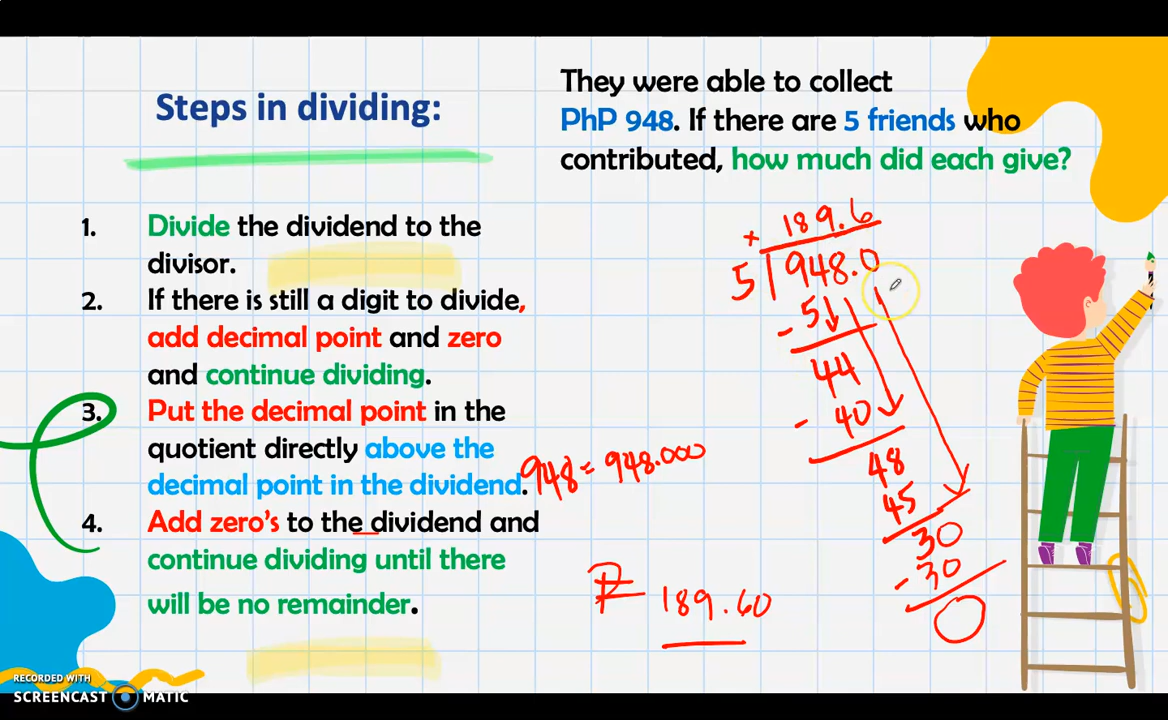 Steps in dividing:
1. Divide the dividend to the
divisor.
2. If there is still a digit to divide,
add decimal point and zero
and continue dividing.
3. Put the decimal point in the
quotient directly above the
decimal point in the dividend.
4. Add zero's to the dividend and
continue dividing until there
will be no remainder.
They were able to collect
PhP 948. If there are 5 friends who
contributed, how much did each give?
189.6
×
5 948.0
- 5
44
- 40
48
45
30
- 30
0
948 = 948.000
₱ 189.60
RECORDED WITH
SCREENCAST MATIC